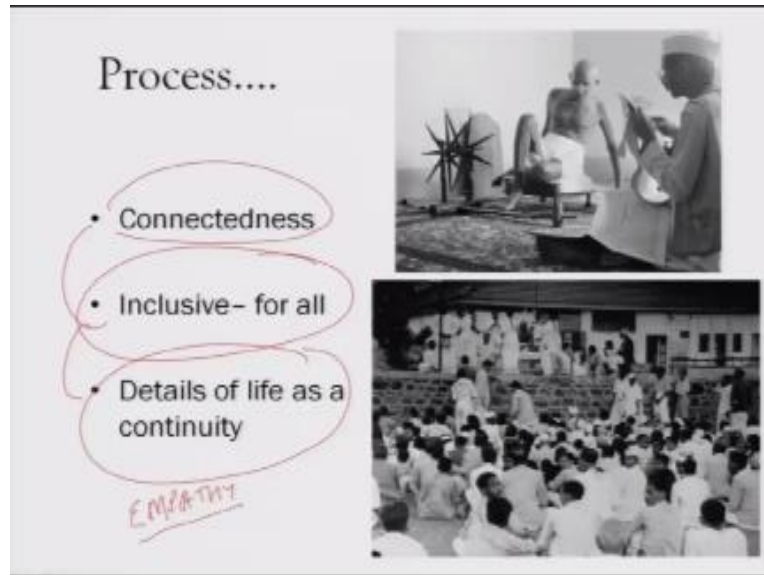 Process....
• Connectedness
• Inclusive– for all
• Details of life as a
continuity
EMPATHY